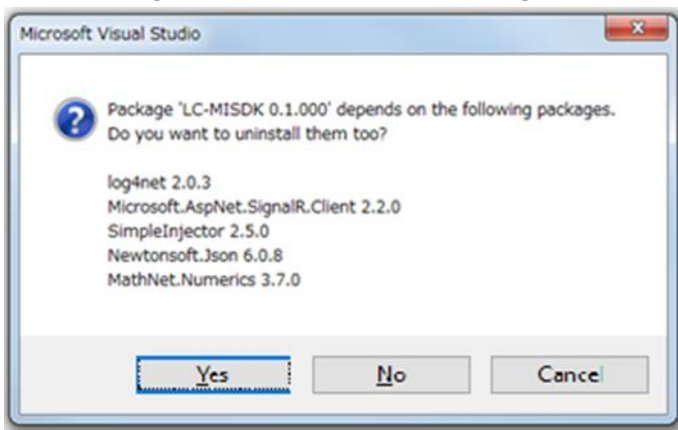 Microsoft Visual Studio
Package 'LC-MISDK 0.1.000' depends on the following packages.
Do you want to uninstall them too?
log4net 2.0.3
Microsoft.AspNet.SignalR.Client 2.2.0
SimpleInjector 2.5.0
Newtonsoft.Json 6.0.8
MathNet.Numerics 3.7.0
Yes No Cancel